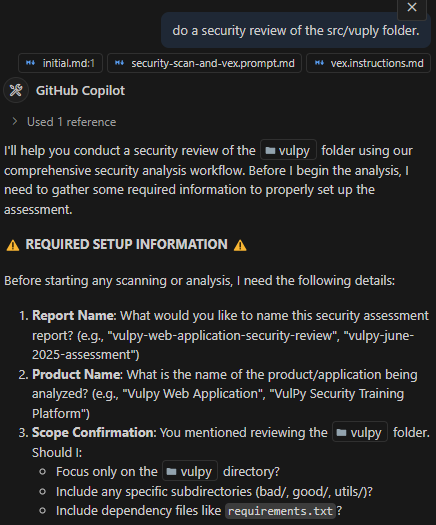 do a security review of the src/vuply folder.
initial.md:1 security-scan-and-vex.prompt.md vex.instructions.md
GitHub Copilot
Used 1 reference
I'll help you conduct a security review of the vulpy folder using our
comprehensive security analysis workflow. Before I begin the analysis, I
need to gather some required information to properly set up the
assessment.
⚠️ REQUIRED SETUP INFORMATION ⚠️
Before starting any scanning or analysis, I need the following details:
1. Report Name: What would you like to name this security assessment
report? (e.g., "vulpy-web-application-security-review", "vulpy-june-
2025-assessment")
2. Product Name: What is the name of the product/application being
analyzed? (e.g., "Vulpy Web Application", "VulPy Security Training
Platform")
3. Scope Confirmation: You mentioned reviewing the vulpy folder.
Should I:
○ Focus only on the vulpy directory?
○ Include any specific subdirectories (bad/, good/, utils/)?
○ Include dependency files like requirements.txt?